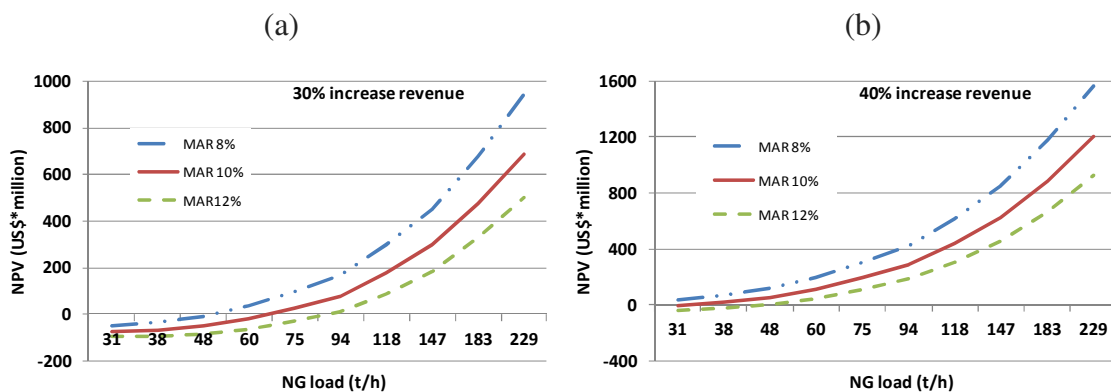 (a)
1000
800
600
400
200
0
-200
NPV (US$*million)
30% increase revenue
MAR 8%
MAR 10%
MAR12%
31 38 48 60 75 94 118 147 183 229
NG load (t/h)
(b)
1600
1200
800
400
0
-400
NPV (US$*million)
40% increase revenue
MAR 8%
MAR 10%
MAR12%
31 38 48 60 75 94 118 147 183 229
NG load (t/h)